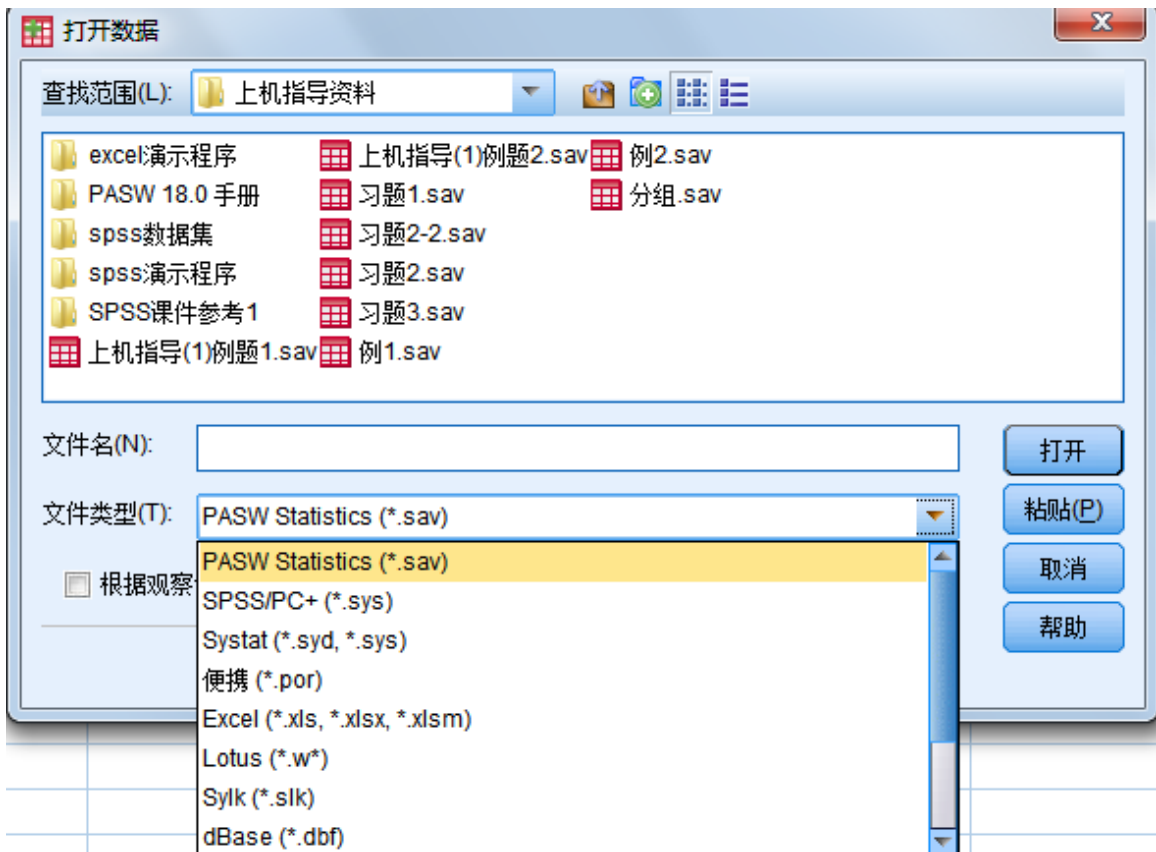 打开数据
查找范围(L): 上机指导资料
excel演示程序 上机指导(1)例题2.sav 例2.sav
PASW 18.0 手册 习题1.sav 分组.sav
spss数据集 习题2-2.sav
spss演示程序 习题2.sav
SPSS课件参考1 习题3.sav
上机指导(1)例题1.sav 例1.sav
文件名(N): 打开
文件类型(T): PASW Statistics (*.sav) 粘贴(P)
PASW Statistics (*.sav) 取消
根据观察 SPSS/PC+ (*.sys)
Systat (*.syd, *.sys) 帮助
便携 (*.por)
Excel (*.xls, *.xlsx, *.xlsm)
Lotus (*.w*)
Sylk (*.slk)
dBase (*.dbf)